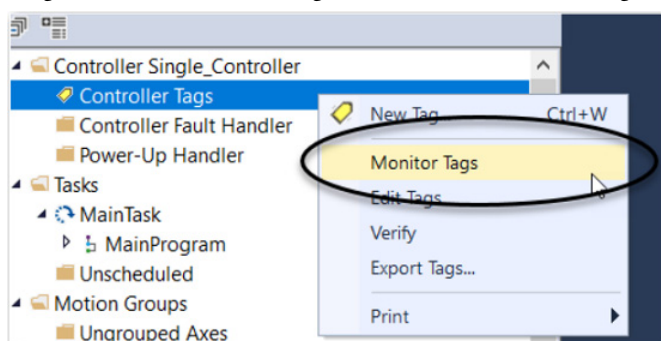 Controller Single_Controller
Controller Tags
Controller Fault Handler
Power-Up Handler
Tasks
MainTask
MainProgram
Unscheduled
Motion Groups
Ungrouped Axes
New Tag... Ctrl+W
Monitor Tags
Edit Tags
Verify
Export Tags...
Print